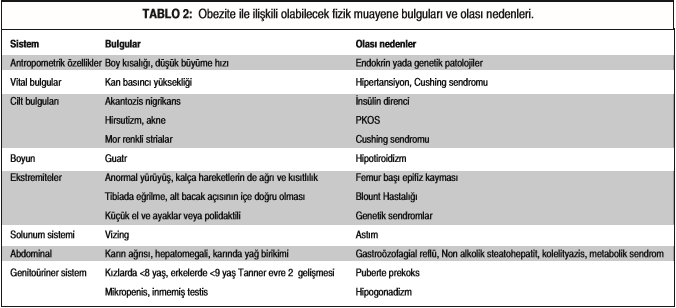 TABLO 2: Obezite ile ilişkili olabilecek fizik muayene bulguları ve olası nedenleri.
Sistem Bulgular Olası nedenler
Antropometrik özellikler Boy kısalığı, düşük büyüme hızı Endokrin yada genetik patolojiler
Vital bulgular Kan basıncı yüksekliği Hipertansiyon, Cushing sendromu
Cilt bulguları Akantozis nigrikans İnsülin direnci
Hirsutizm, akne PKOS
Mor renkli strialar Cushing sendromu
Boyun Guatr Hipotiroidizm
Ekstremiteler Anormal yürüyüş, kalça hareketlerin de ağrı ve kısıtlılık Femur başı epifiz kayması
Tibiada eğrilme, alt bacak açısının içe doğru olması Blount Hastalığı
Küçük el ve ayaklar veya polidaktili Genetik sendromlar
Solunum sistemi Vizing Astım
Abdominal Karın ağrısı, hepatomegali, karında yağ birikimi Gastroözofagial reflü, Non alkolik steatohepatit, kolelityazis, metabolik sendrom
Genitoüriner sistem Kızlarda <8 yaş, erkelerde <9 yaş Tanner evre 2 gelişmesi Puberte prekoks
Mikropenis, inmemiş testis Hipogonadizm